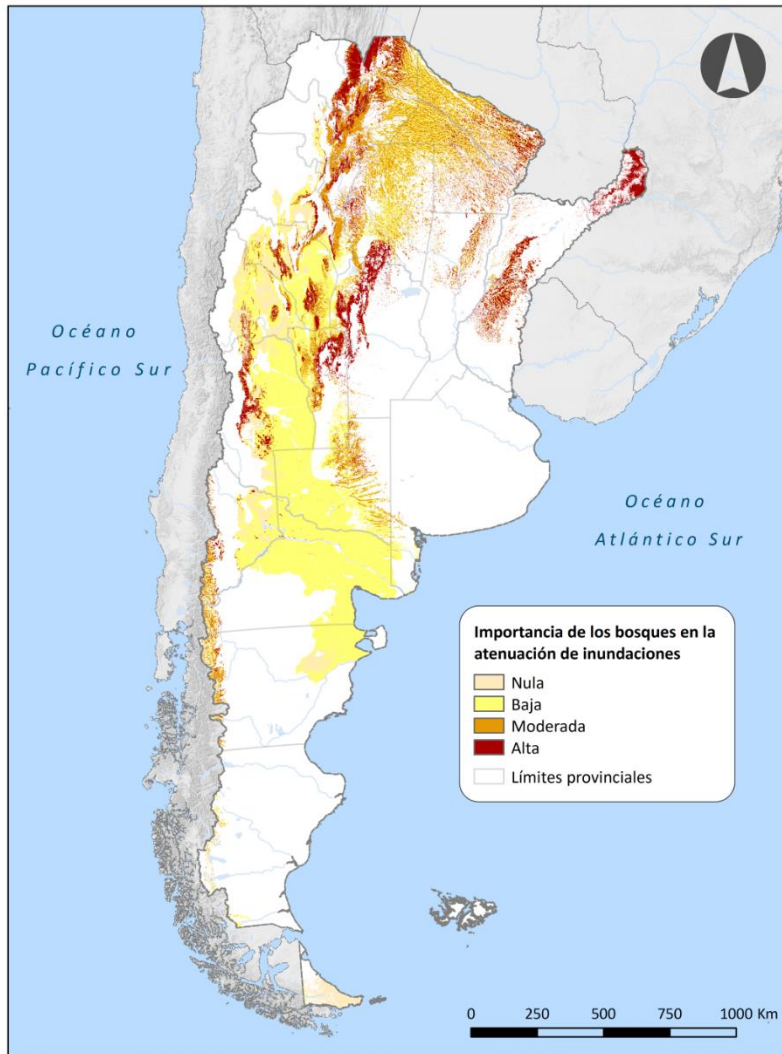 Océano
Pacífico Sur
Océano
Atlántico Sur
Importancia de los bosques en la
atenuación de inundaciones
Nula
Baja
Moderada
Alta
Límites provinciales
0 250 500 750 1000 Km